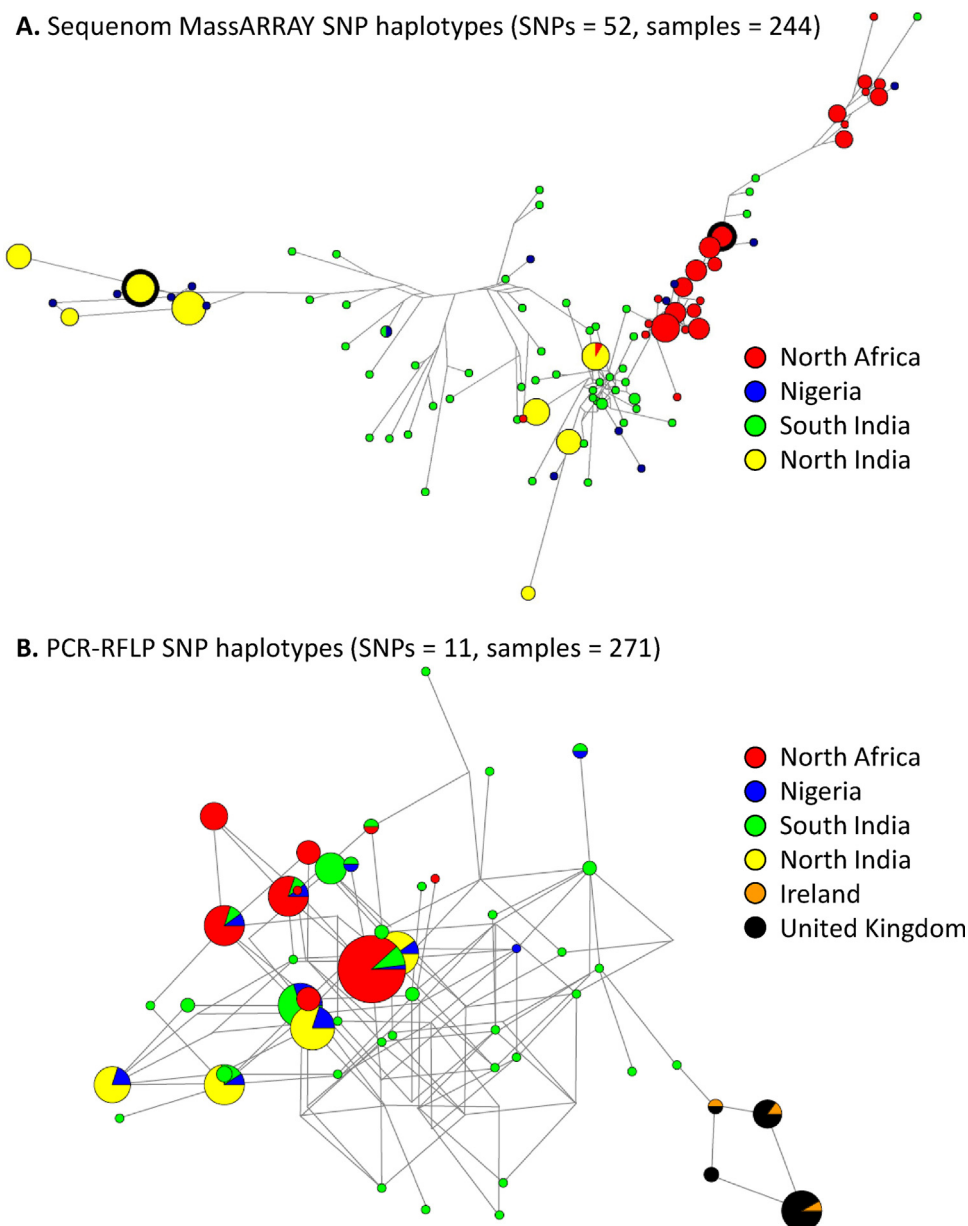 A. Sequenom MassARRAY SNP haplotypes (SNPs = 52, samples = 244)
North Africa
Nigeria
South India
North India
B. PCR-RFLP SNP haplotypes (SNPs = 11, samples = 271)
North Africa
Nigeria
South India
North India
Ireland
United Kingdom